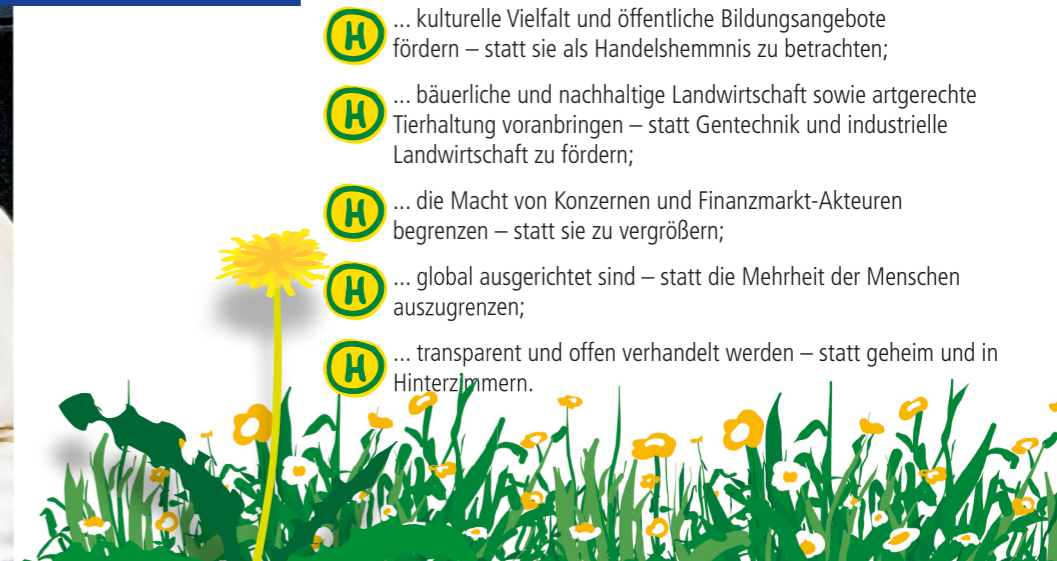 H ... kulturelle Vielfalt und öffentliche Bildungsangebote
fördern – statt sie als Handelshemmnis zu betrachten;
H ... bäuerliche und nachhaltige Landwirtschaft sowie artgerechte
Tierhaltung voranbringen – statt Gentechnik und industrielle
Landwirtschaft zu fördern;
H ... die Macht von Konzernen und Finanzmarkt-Akteuren
begrenzen – statt sie zu vergrößern;
H ... global ausgerichtet sind – statt die Mehrheit der Menschen
auszugrenzen;
H ... transparent und offen verhandelt werden – statt geheim und in
Hinterzimmern.